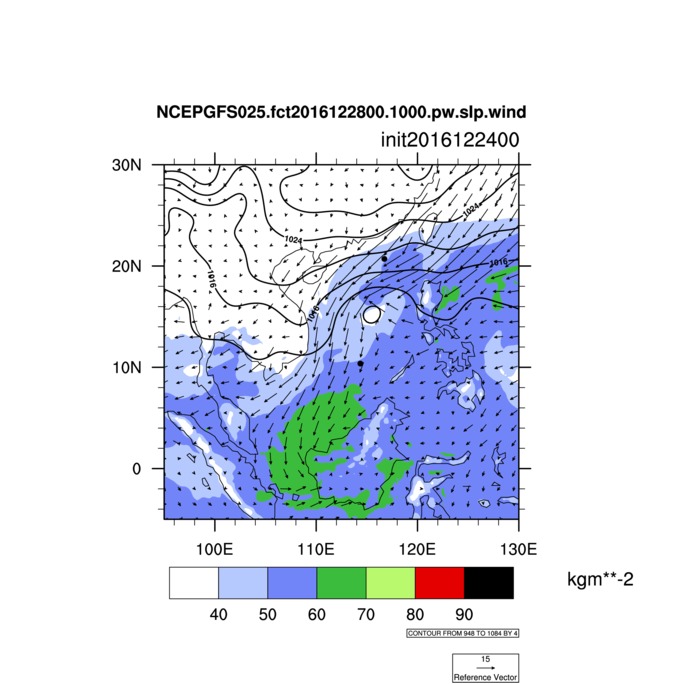 NCEPGFS025.fct2016122800.1000.pw.slp.wind
init2016122400
30N
20N
10N
0
1024
1024
1016
1016
1016
100E
110E
120E
130E
kgm**-2
40
50
60
70
80
90
CONTOUR FROM 948 TO 1084 BY 4
15
Reference Vector